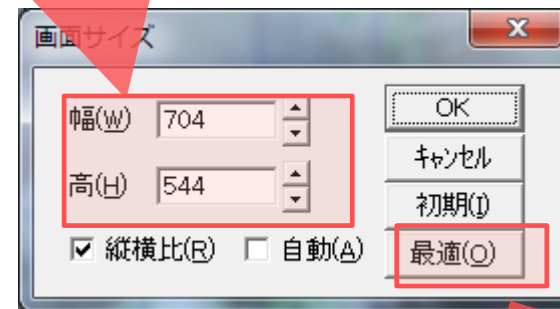 画面サイズ
幅(W) 704
高(H) 544
縦横比(R) 自動(A)
OK
ｷｬﾝｾﾙ
初期(I)
最適(O)